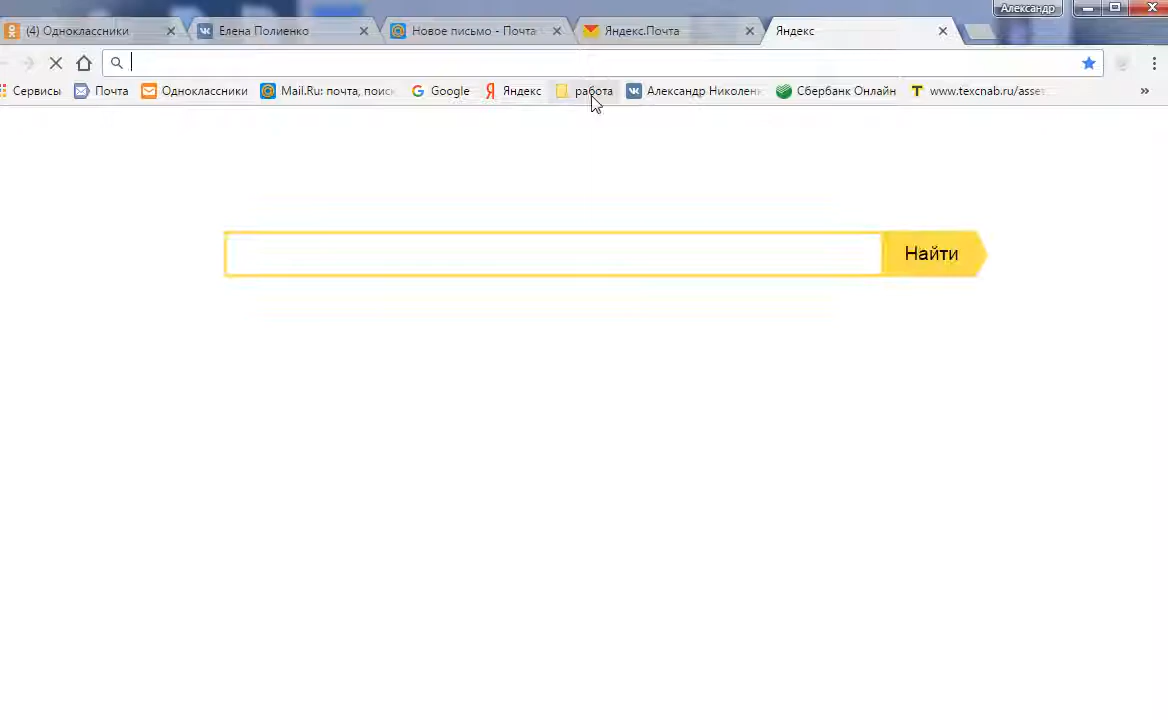 Александр
(4) Одноклассники Елена Полиенко Новое письмо - Почта Яндекс.Почта Яндекс
Сервисы Почта Одноклассники Mail.Ru: почта, поиск Google Яндекс работа Александр Николен Сбербанк Онлайн www.texcnab.ru/asset
Найти